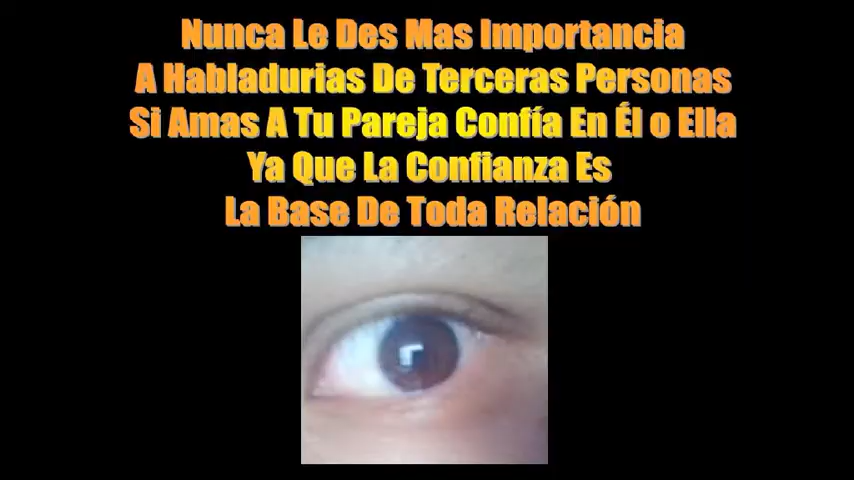 Nunca Le Des Mas Importancia
A Habladurias De Terceras Personas
Si Amas A Tu Pareja Confía En Él o Ella
Ya Que La Confianza Es
La Base De Toda Relación